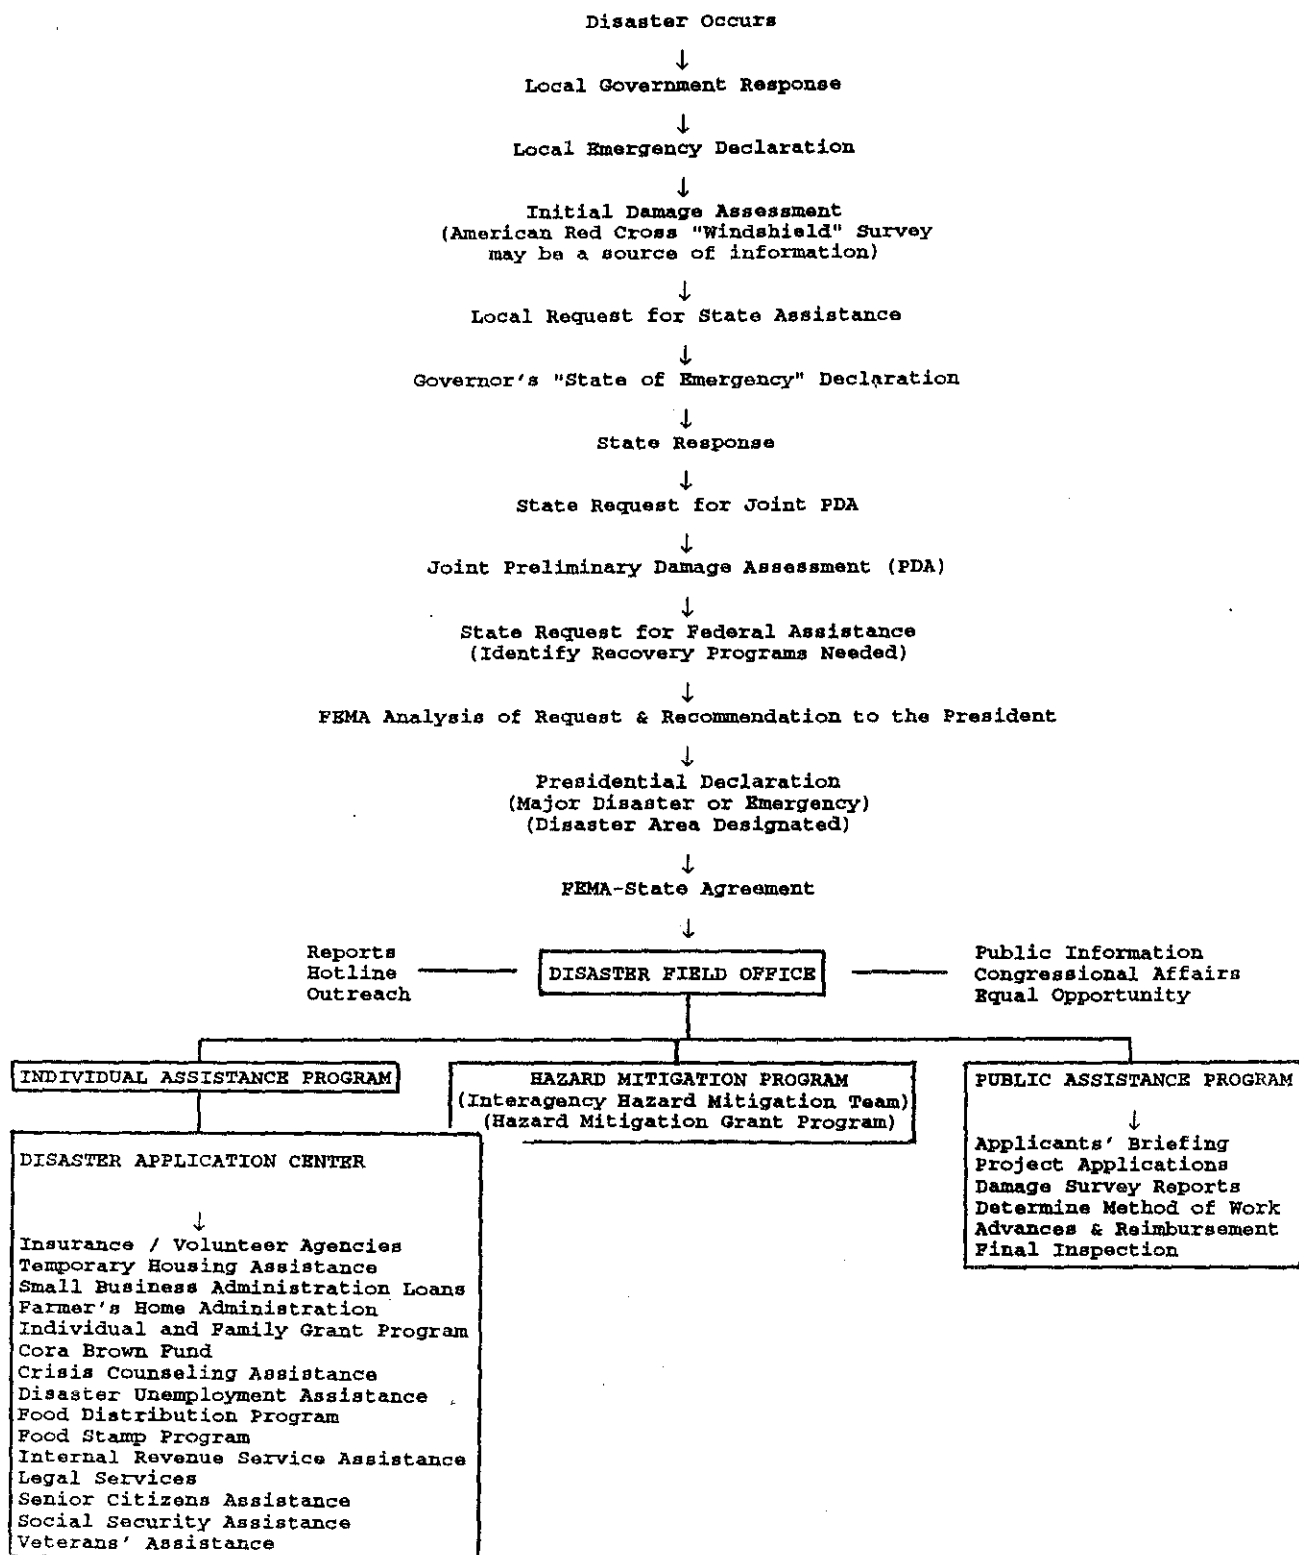 Disaster Occurs
↓
Local Government Response
↓
Local Emergency Declaration
↓
Initial Damage Assessment
(American Red Cross "Windshield" Survey
may be a source of information)
↓
Local Request for State Assistance
↓
Governor's "State of Emergency" Declaration
↓
State Response
↓
State Request for Joint PDA
↓
Joint Preliminary Damage Assessment (PDA)
↓
State Request for Federal Assistance
(Identify Recovery Programs Needed)
↓
FEMA Analysis of Request & Recommendation to the President
↓
Presidential Declaration
(Major Disaster or Emergency)
(Disaster Area Designated)
↓
FEMA-State Agreement
↓
Reports
Hotline
Outreach
DISASTER FIELD OFFICE
Public Information
Congressional Affairs
Equal Opportunity
INDIVIDUAL ASSISTANCE PROGRAM
DISASTER APPLICATION CENTER
↓
Insurance / Volunteer Agencies
Temporary Housing Assistance
Small Business Administration Loans
Farmer's Home Administration
Individual and Family Grant Program
Cora Brown Fund
Crisis Counseling Assistance
Disaster Unemployment Assistance
Food Distribution Program
Food Stamp Program
Internal Revenue Service Assistance
Legal Services
Senior Citizens Assistance
Social Security Assistance
Veterans' Assistance
HAZARD MITIGATION PROGRAM
(Interagency Hazard Mitigation Team)
(Hazard Mitigation Grant Program)
PUBLIC ASSISTANCE PROGRAM
↓
Applicants' Briefing
Project Applications
Damage Survey Reports
Determine Method of Work
Advances & Reimbursement
Final Inspection